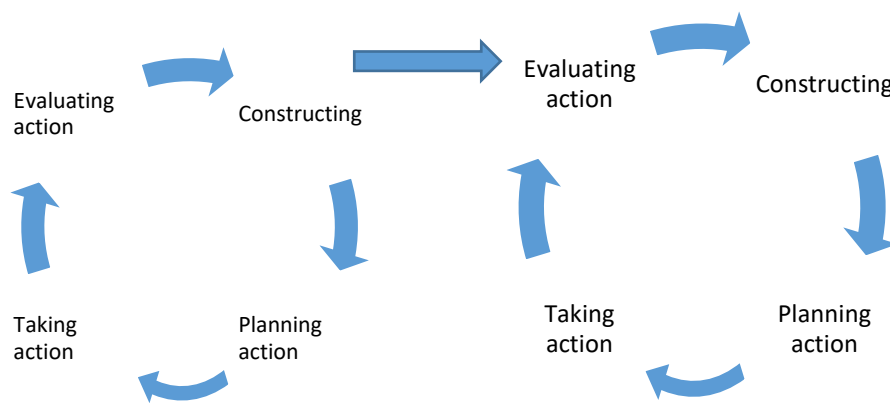 Evaluating
action
Constructing
Evaluating
action
Constructing
Taking
action
Planning
action
Taking
action
Planning
action